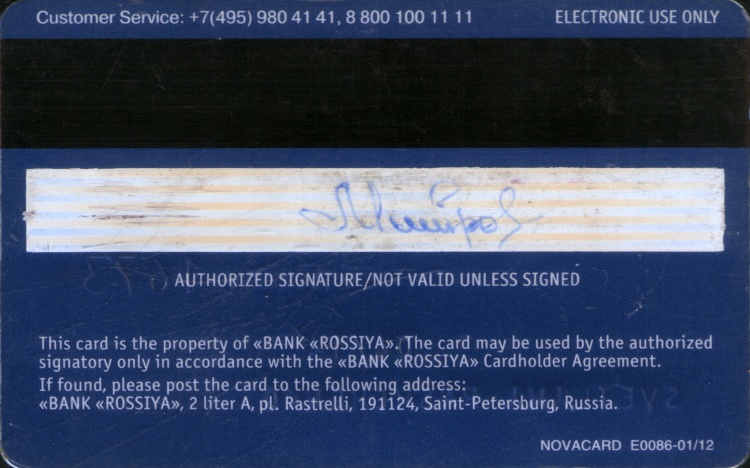 Customer Service: +7(495) 980 41 41, 8 800 100 11 11
ELECTRONIC USE ONLY
AUTHORIZED SIGNATURE/NOT VALID UNLESS SIGNED
This card is the property of «BANK «ROSSIYA». The card may be used by the authorized
signatory only in accordance with the «BANK «ROSSIYA» Cardholder Agreement.
If found, please post the card to the following address:
«BANK «ROSSIYA», 2 liter A, pl. Rastrelli, 191124, Saint-Petersburg, Russia.
NOVACARD E0086-01/12